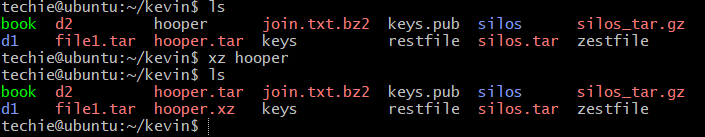 techie@ubuntu:~/kevin$ ls
book d2 hooper join.txt.bz2 keys.pub silos silos_tar.gz
d1 file1.tar hooper.tar keys restfile silos.tar zestfile
techie@ubuntu:~/kevin$ xz hooper
techie@ubuntu:~/kevin$ ls
book d2 hooper.tar join.txt.bz2 keys.pub silos silos_tar.gz
d1 file1.tar hooper.xz keys restfile silos.tar zestfile
techie@ubuntu:~/kevin$